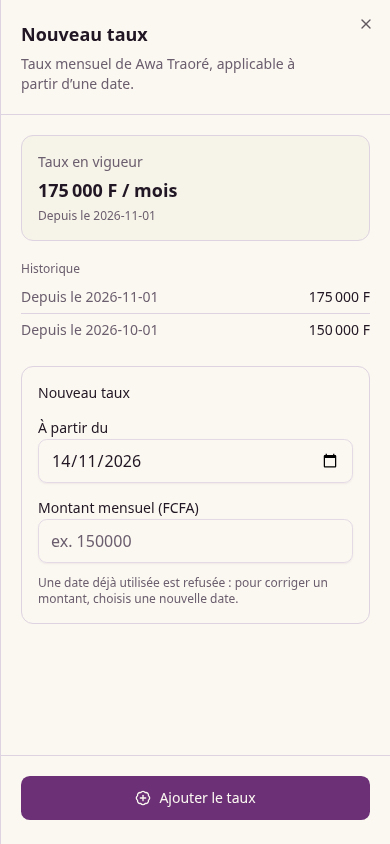 Nouveau taux
Taux mensuel de Awa Traoré, applicable à
partir d’une date.
Taux en vigueur
175 000 F / mois
Depuis le 2026-11-01
Historique
Depuis le 2026-11-01 175 000 F
Depuis le 2026-10-01 150 000 F
Nouveau taux
À partir du
14/11/2026
Montant mensuel (FCFA)
ex. 150000
Une date déjà utilisée est refusée : pour corriger un
montant, choisis une nouvelle date.
Ajouter le taux